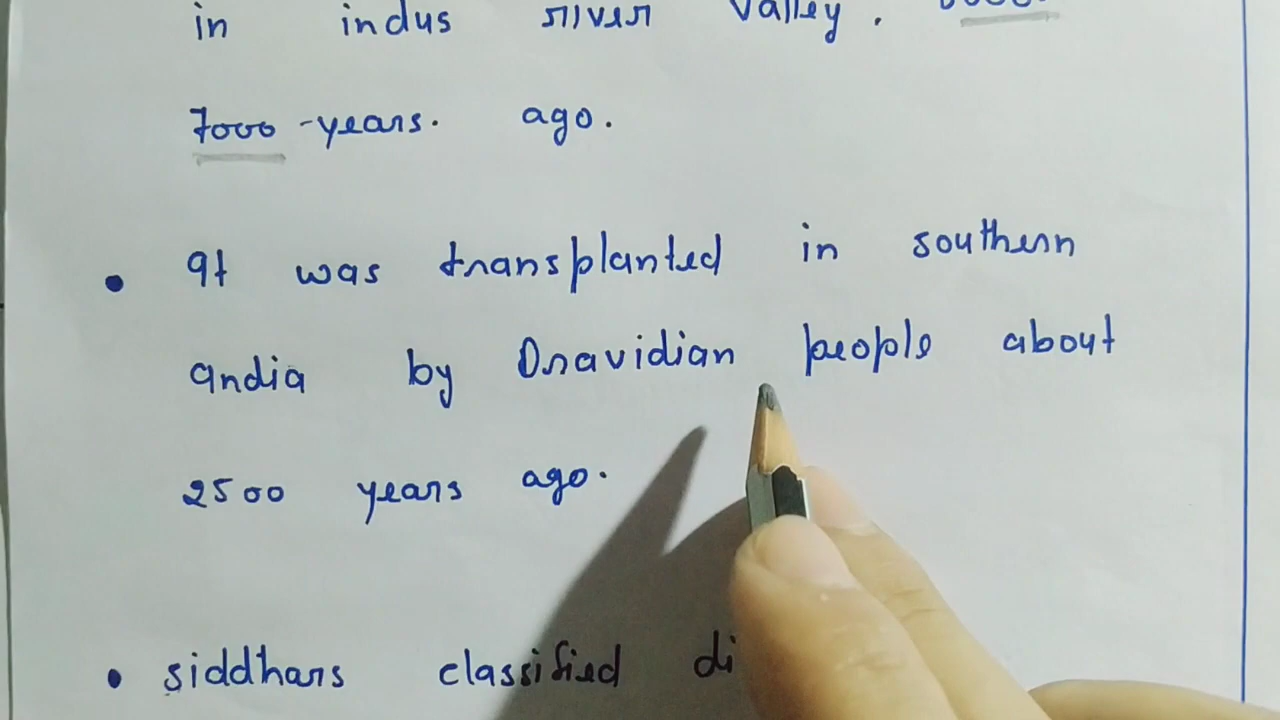 in indus river valley.
7000-years. ago.
• It was transplanted in southern
India by Dravidian people about
2500 years ago.
• siddhars classified